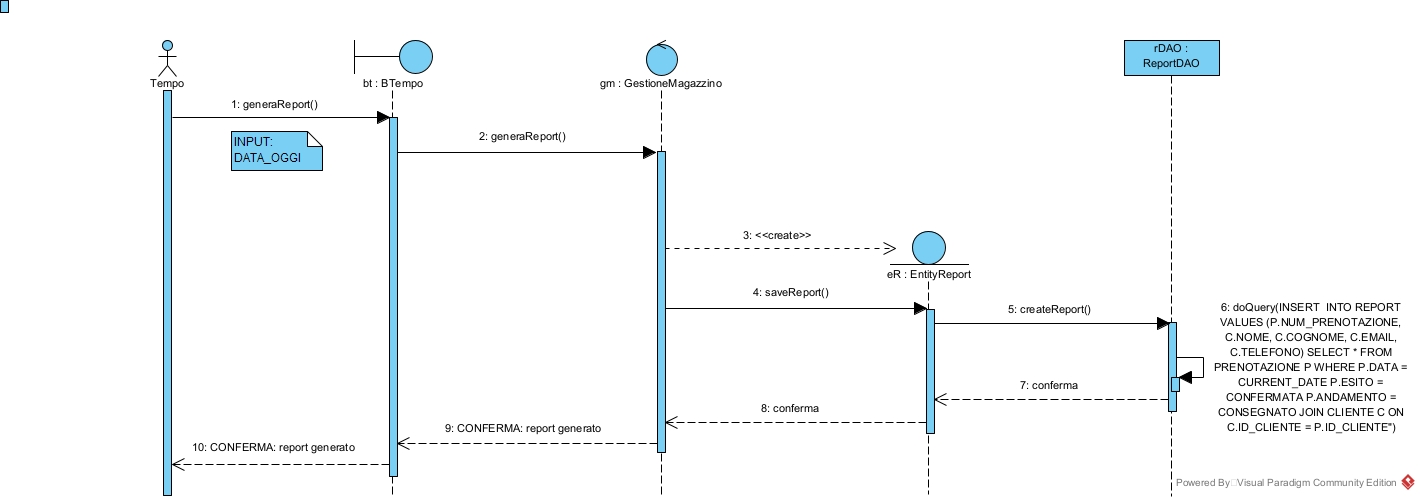 rDAO :
ReportDAO
Tempo
bt : BTempo
gm : GestioneMagazzino
1: generaReport()
INPUT:
DATA_OGGI
2: generaReport()
3: <<create>>
eR : EntityReport
4: saveReport()
5: createReport()
6: doQuery(INSERT INTO REPORT
VALUES (P.NUM_PRENOTAZIONE,
C.NOME, C.COGNOME, C.EMAIL,
C.TELEFONO) SELECT * FROM
PRENOTAZIONE P WHERE P.DATA =
CURRENT_DATE P.ESITO =
CONFERMATA P.ANDAMENTO =
CONSEGNATO JOIN CLIENTE C ON
C.ID_CLIENTE = P.ID_CLIENTE")
7: conferma
8: conferma
9: CONFERMA: report generato
10: CONFERMA: report generato
Powered By Visual Paradigm Community Edition